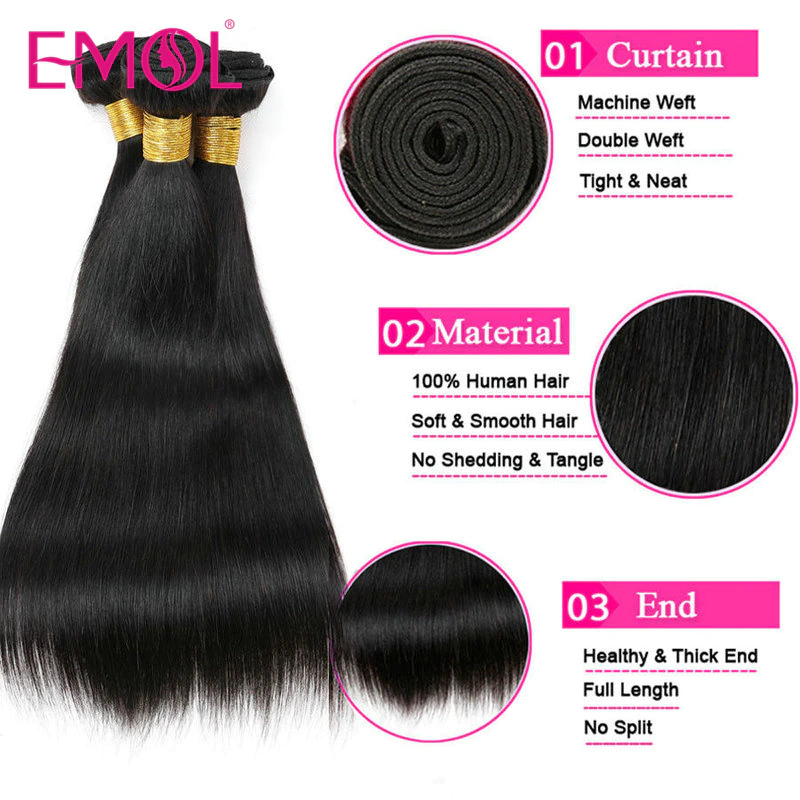 EMOL®
01 Curtain
Machine Weft
Double Weft
Tight & Neat
02 Material
100% Human Hair
Soft & Smooth Hair
No Shedding & Tangle
03 End
Healthy & Thick End
Full Length
No Split